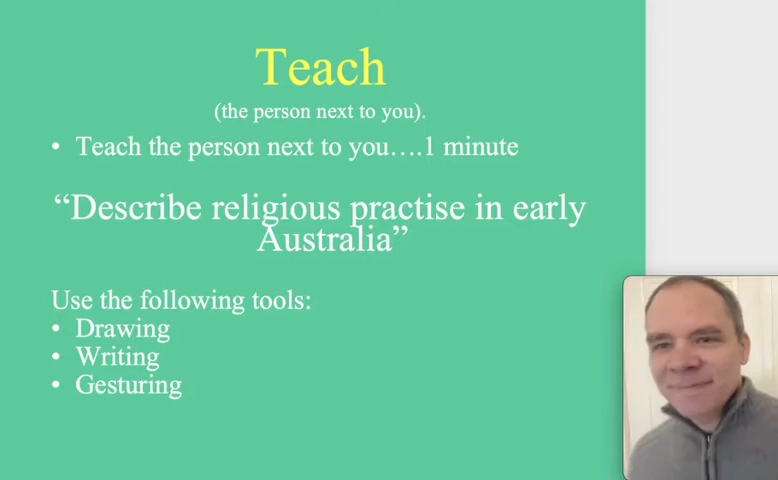 Teach
(the person next to you).
• Teach the person next to you….1 minute
“Describe religious practise in early
Australia”
Use the following tools:
• Drawing
• Writing
• Gesturing